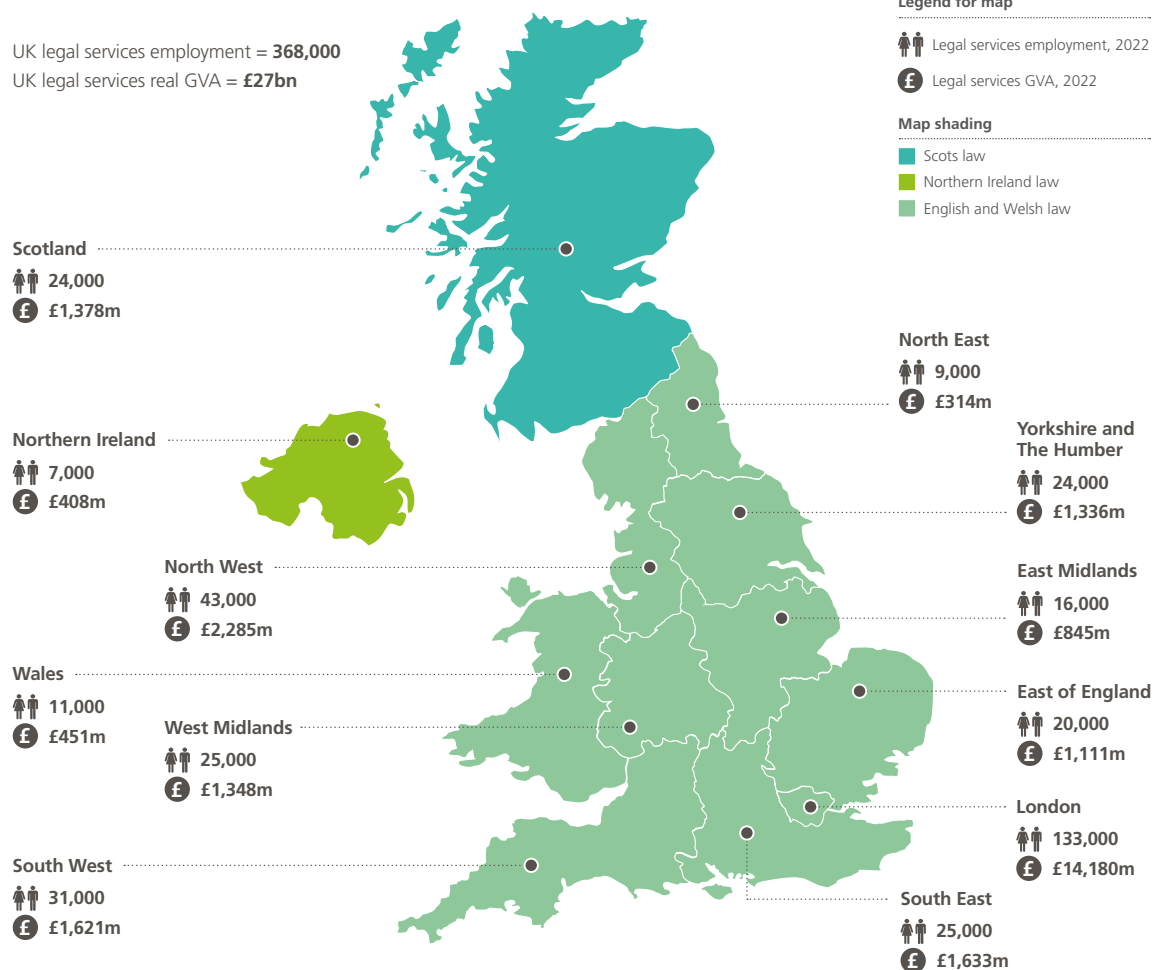 UK legal services employment = 368,000
UK legal services real GVA = £27bn
Legend for map
Legal services employment, 2022
£ Legal services GVA, 2022
Map shading
Scots law
Northern Ireland law
English and Welsh law
Scotland
24,000
£ £1,378m
North East
9,000
£ £314m
Northern Ireland
7,000
£ £408m
Yorkshire and
The Humber
24,000
£ £1,336m
North West
43,000
£ £2,285m
East Midlands
16,000
£ £845m
Wales
11,000
£ £451m
West Midlands
25,000
£ £1,348m
East of England
20,000
£ £1,111m
London
133,000
£ £14,180m
South West
31,000
£ £1,621m
South East
25,000
£ £1,633m